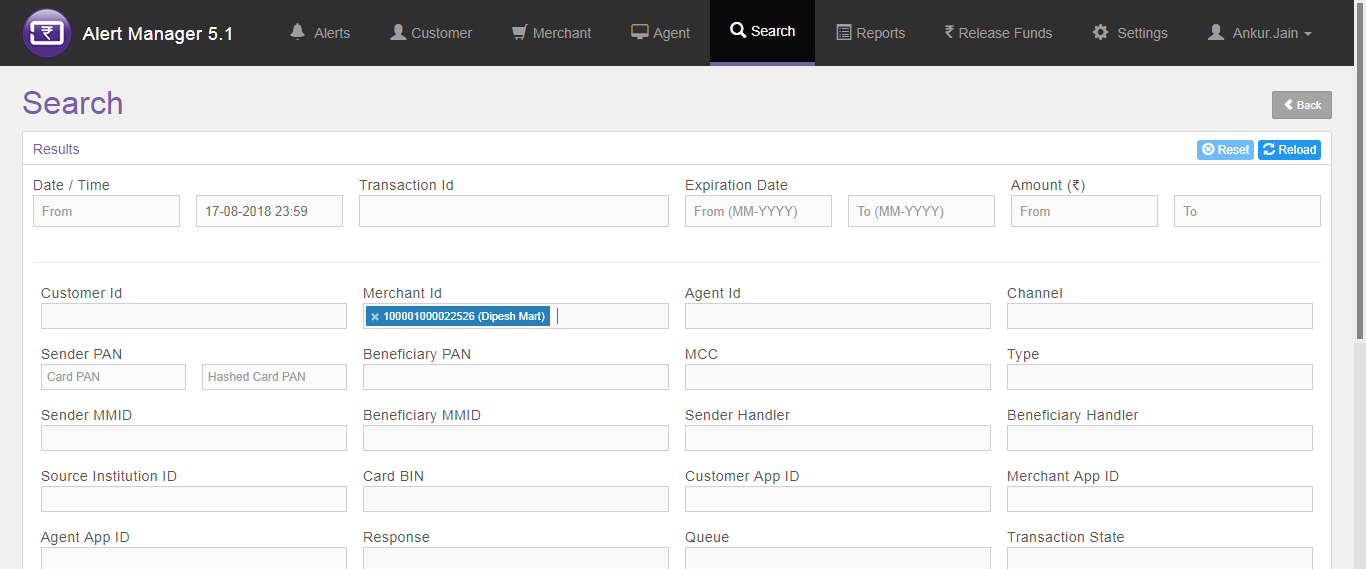 ₹ Alert Manager 5.1 Alerts Customer Merchant Agent Search Reports ₹ Release Funds Settings Ankur.Jain
Search Back
Results Reset Reload
Date / Time Transaction Id Expiration Date Amount (₹)
From 17-08-2018 23:59 From (MM-YYYY) To (MM-YYYY) From To
Customer Id Merchant Id Agent Id Channel
× 100001000022526 (Dipesh Mart)
Sender PAN Beneficiary PAN MCC Type
Card PAN Hashed Card PAN
Sender MMID Beneficiary MMID Sender Handler Beneficiary Handler
Source Institution ID Card BIN Customer App ID Merchant App ID
Agent App ID Response Queue Transaction State